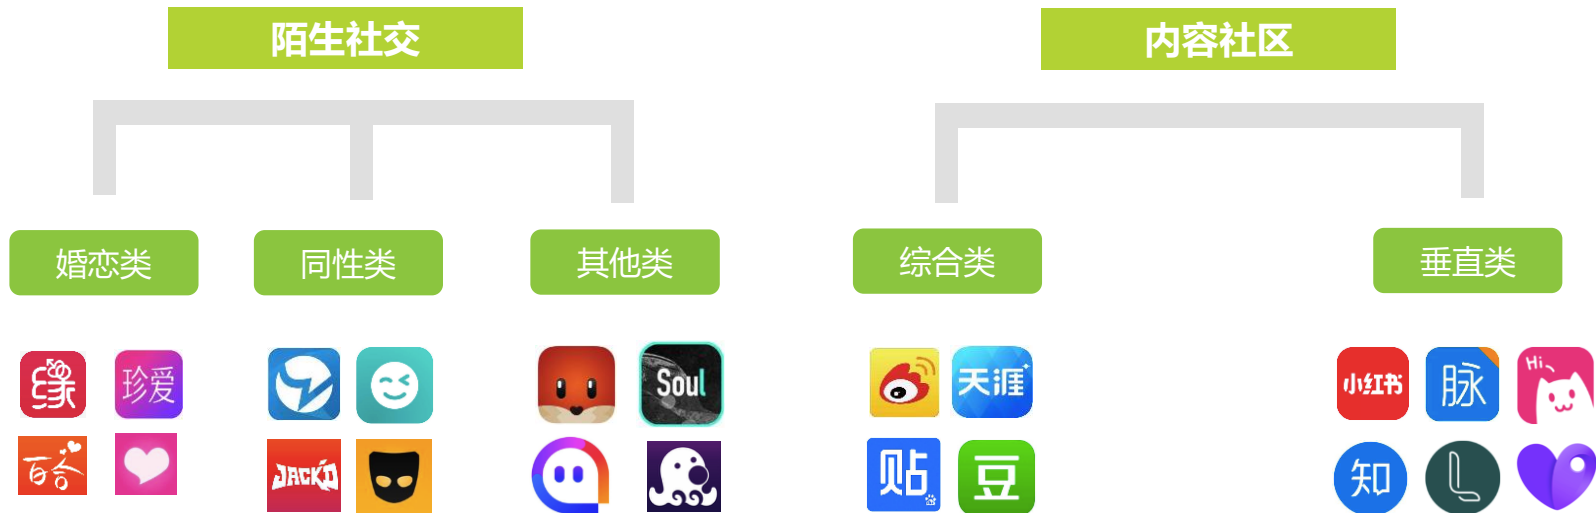 陌生社交
内容社区
婚恋类
同性类
其他类
综合类
垂直类
缘
珍爱
Soul
天涯
小红书
脉
Hi
百合
JACK'D
贴
豆
知
L